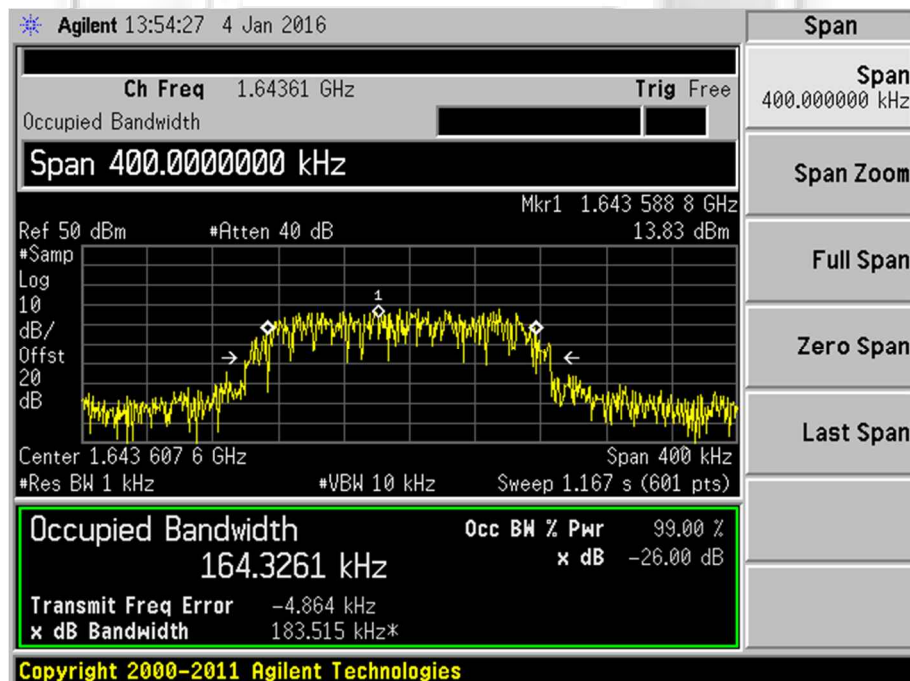 Agilent 13:54:27 4 Jan 2016
Span
Ch Freq 1.64361 GHz Trig Free
Occupied Bandwidth
Span 400.0000000 kHz
Mkr1 1.643 588 8 GHz
Ref 50 dBm #Atten 40 dB 13.83 dBm
#Samp
Log
10
dB/
Offst
20
dB
1
Center 1.643 607 6 GHz Span 400 kHz
#Res BW 1 kHz #VBW 10 kHz Sweep 1.167 s (601 pts)
Occupied Bandwidth Occ BW % Pwr 99.00 %
164.3261 kHz x dB -26.00 dB
Transmit Freq Error -4.864 kHz
x dB Bandwidth 183.515 kHz*
Copyright 2000-2011 Agilent Technologies
Span
400.000000 kHz
Span Zoom
Full Span
Zero Span
Last Span